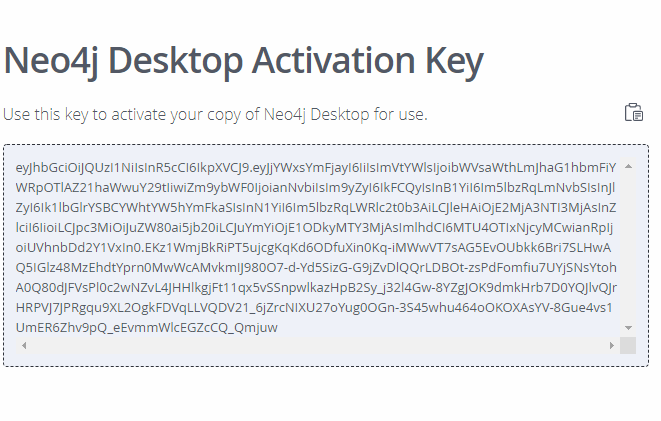 Neo4j Desktop Activation Key
Use this key to activate your copy of Neo4j Desktop for use.
eyJhbGciOiJQUzI1NiIsInR5cCI6IkpXVCJ9.eyJjYWxsYmFjayI6IiIsImVtYWlsIjoibWVsaWthLmJhaG1hbmFiY
WRpOTlAZ21haWwuY29tIiwiZm9ybWF0IjoianNvbiIsIm9yZyI6IkFCQyIsInB1YiI6Im5lbzRqLmNvbSIsInJl
ZyI6Ik1lbGlrYSBCYWhtYW5hYmFkaSIsInN1YiI6Im5lbzRqLWRlc2t0b3AiLCJleHAiOjE2MjA3NTI3MjAsInZ
lciI6IioiLCJpc3MiOiJuZW80ai5jb20iLCJuYmYiOjE1ODkyMTY3MjAsImlhdCI6MTU4OTIxNjcyMCwianRpIj
oiUVhnbDd2Y1VxIn0.EKz1WmjBkRiPT5ujcgKqKd6ODfuXin0Kq-iMWwVT7sAG5EvOUbkk6Bri7SLHwA
Q5IGlz48MzEhdtYprn0MwWcAMvkmIJ980O7-d-Yd5SizG-G9jZvDlQQrLDBOt-zsPdFomfiu7UYjSNsYtoh
A0Q80dJFVsPl0c2wNZvL4JHHlkgjFt11qx5vSSnpwlkazHpB2Sy_j32l4Gw-8YZgJOK9dmkHrb7D0YQJlvQJr
HRPVJ7JPRgqu9XL2OgkFDVqLLVQDV21_6jZrcNIXU27oYug0OGn-3S45whu464oOKOXAsYV-8Gue4vs1
UmER6Zhv9pQ_eEvmmWlcEGZcCQ_Qmjuw